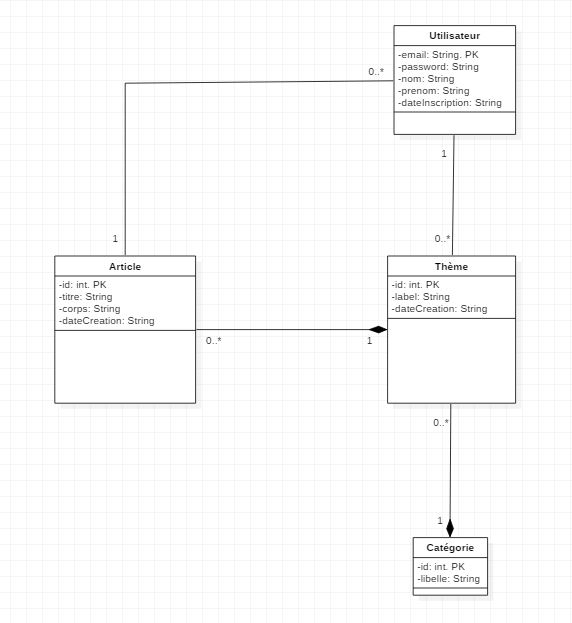 Utilisateur
-email: String. PK
-password: String
-nom: String
-prenom: String
-dateInscription: String
0..*
1
1
0..*
Article
-id: int. PK
-titre: String
-corps: String
-dateCreation: String
Thème
-id: int. PK
-label: String
-dateCreation: String
0..*
1
0..*
1
Catégorie
-id: int. PK
-libelle: String